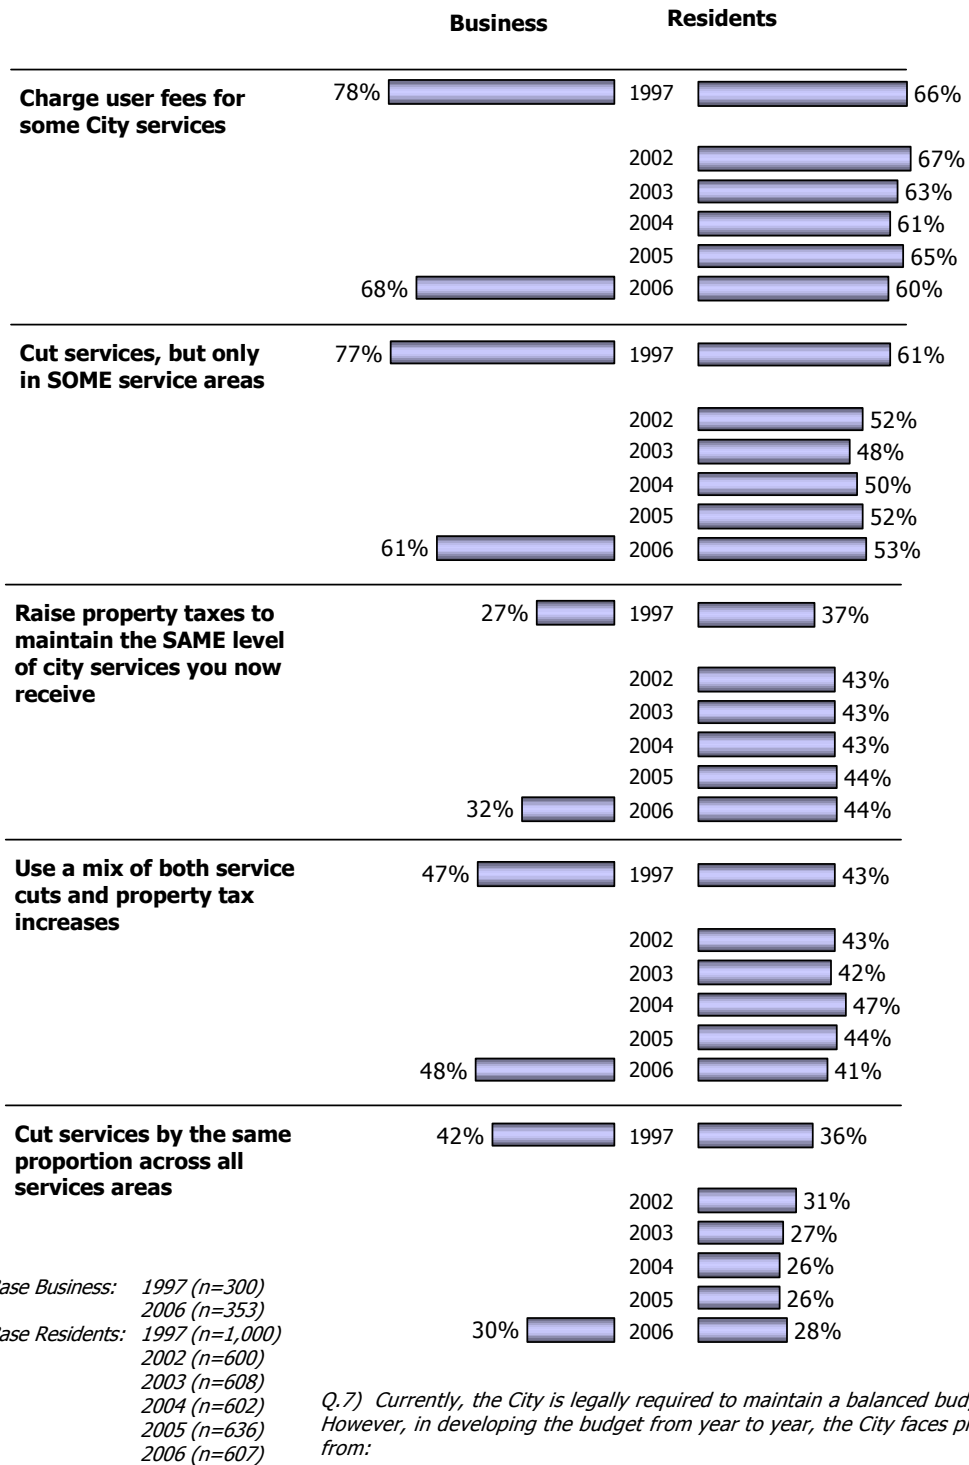 Business Residents
Charge user fees for
some City services
78% 1997 66%
2002 67%
2003 63%
2004 61%
2005 65%
68% 2006 60%
Cut services, but only
in SOME service areas
77% 1997 61%
2002 52%
2003 48%
2004 50%
2005 52%
61% 2006 53%
Raise property taxes to
maintain the SAME level
of city services you now
receive
27% 1997 37%
2002 43%
2003 43%
2004 43%
2005 44%
32% 2006 44%
Use a mix of both service
cuts and property tax
increases
47% 1997 43%
2002 43%
2003 42%
2004 47%
2005 44%
48% 2006 41%
Cut services by the same
proportion across all
services areas
42% 1997 36%
2002 31%
2003 27%
2004 26%
2005 26%
30% 2006 28%
Business: 1997 (n=300)
2006 (n=353)
Residents: 1997 (n=1,000)
2002 (n=600)
2003 (n=608)
2004 (n=602)
2005 (n=636)
2006 (n=607)
Q.7) Currently, the City is legally required to maintain a balanced
However, in developing the budget from year to year, the City faces
from: